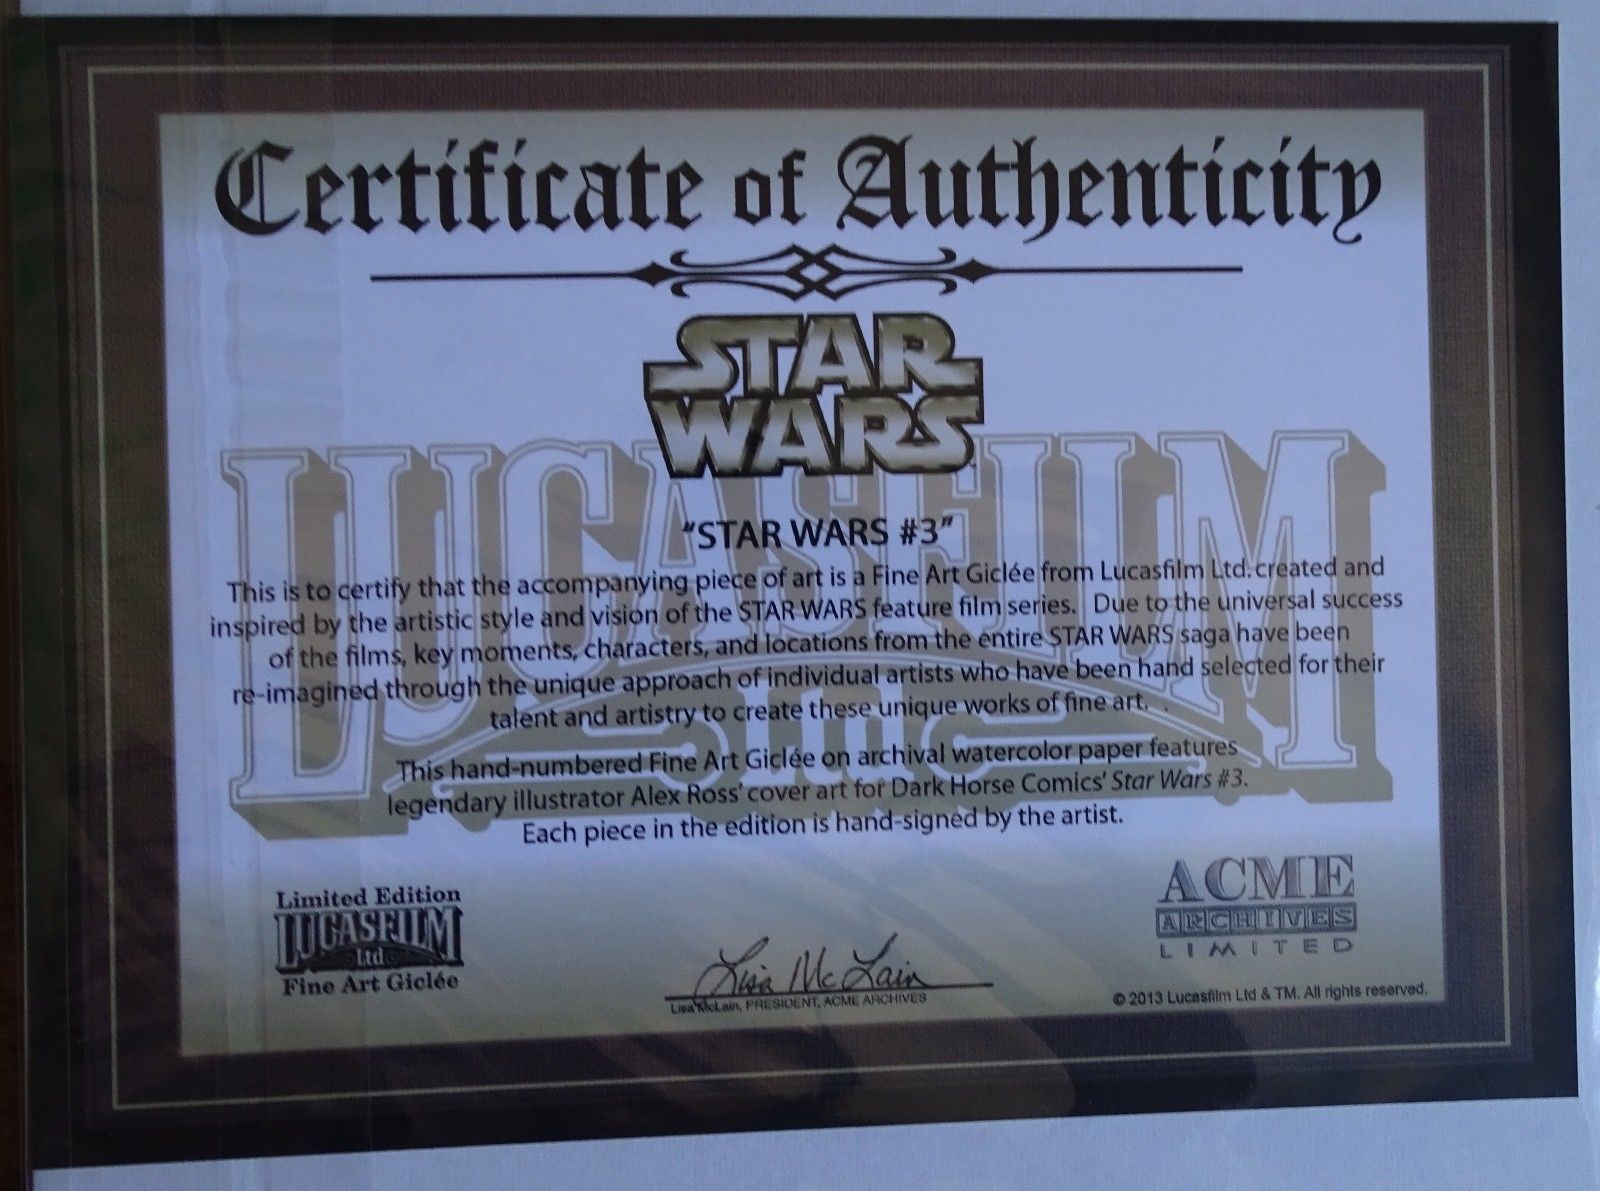 Certificate of Authenticity
STAR
WARS
LUCASFILM
Ltd
"STAR WARS #3"
This is to certify that the accompanying piece of art is a Fine Art Giclée from Lucasfilm Ltd. created and
inspired by the artistic style and vision of the STAR WARS feature film series. Due to the universal success
of the films, key moments, characters, and locations from the entire STAR WARS saga have been
re-imagined through the unique approach of individual artists who have been hand selected for their
talent and artistry to create these unique works of fine art.
This hand-numbered Fine Art Giclée on archival watercolor paper features
legendary illustrator Alex Ross' cover art for Dark Horse Comics' Star Wars #3.
Each piece in the edition is hand-signed by the artist.
Limited Edition
LUCASFILM
Ltd
Fine Art Giclée
Lisa McLain
Lisa McLain, PRESIDENT, ACME ARCHIVES
ACME
ARCHIVES
LIMITED
© 2013 Lucasfilm Ltd & TM. All rights reserved.